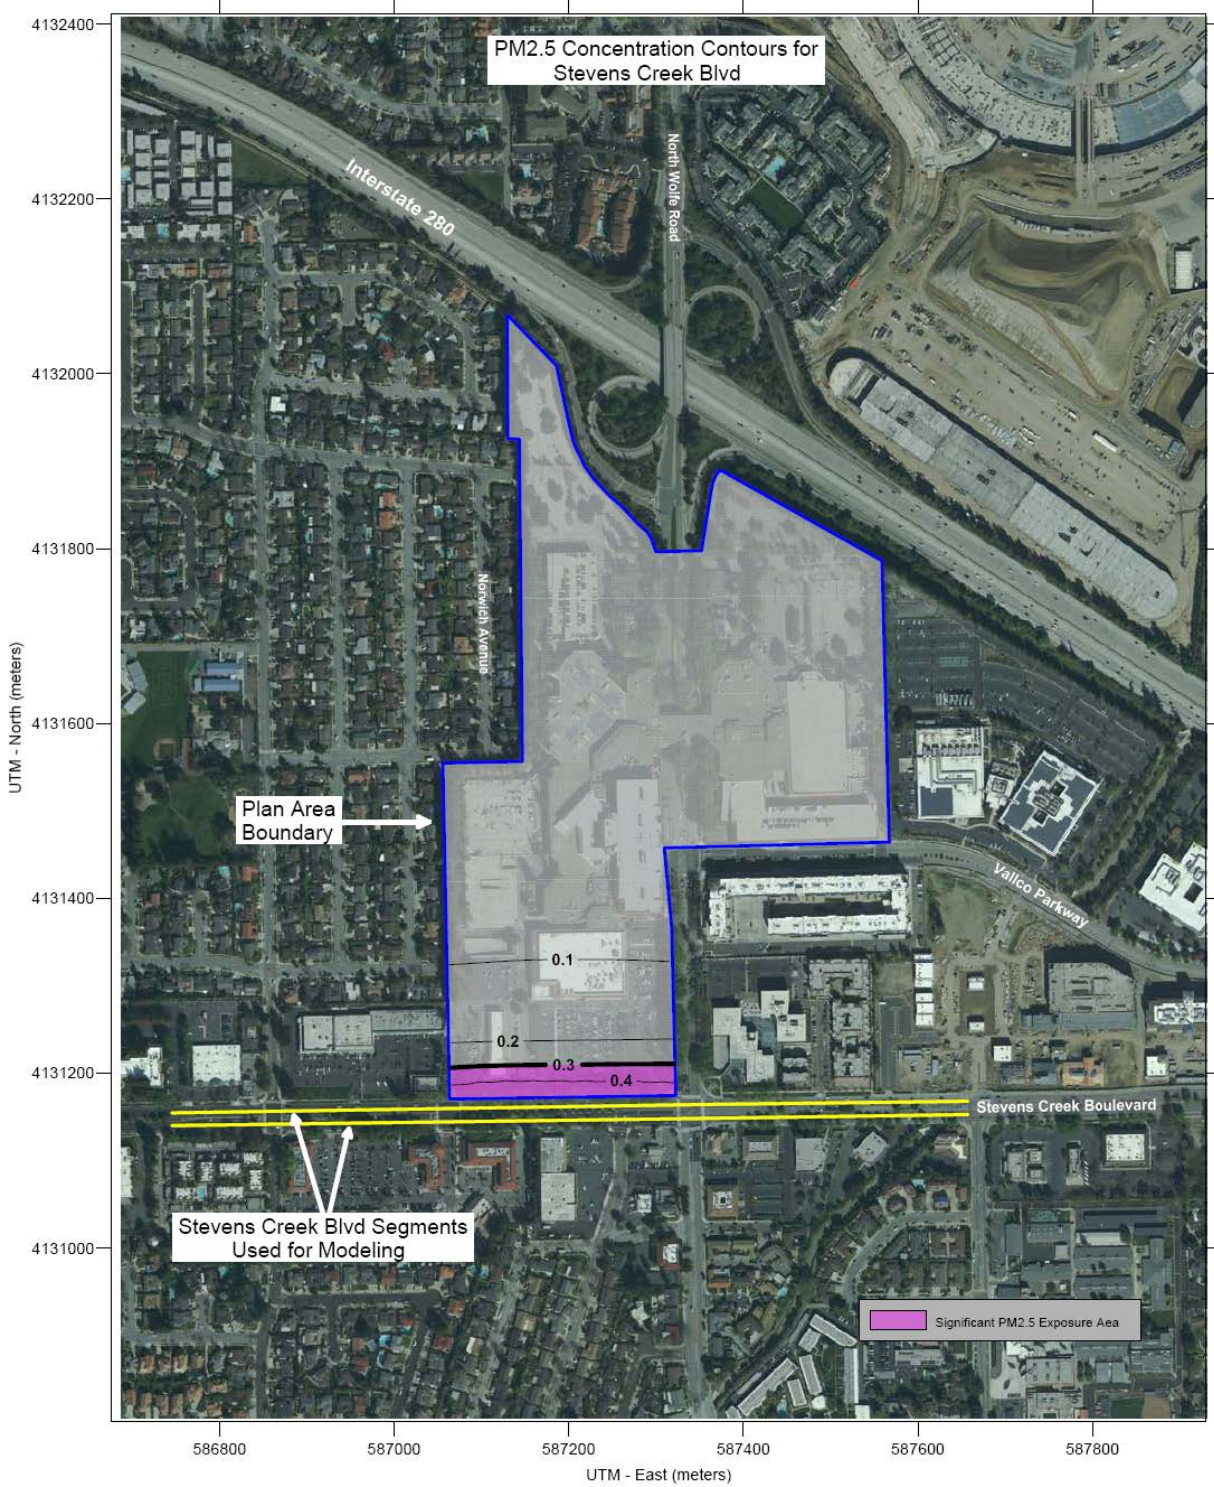 PM2.5 Concentration Contours for
Stevens Creek Blvd
4132400
4132200
4132000
4131800
4131600
4131400
4131200
4131000
UTM - North (meters)
Interstate 280
North Wolfe Road
Norwich Avenue
Plan Area
Boundary
Vallco Parkway
0.1
0.2
0.3
0.4
Stevens Creek Boulevard
Stevens Creek Blvd Segments
Used for Modeling
Significant PM2.5 Exposure Aea
586800
587000
587200
587400
587600
587800
UTM - East (meters)